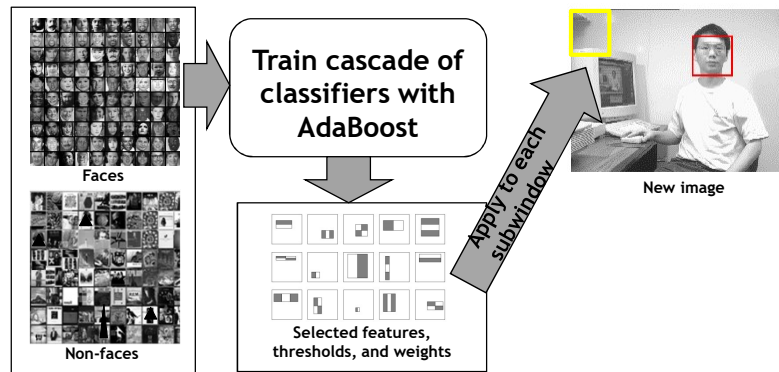 Faces
Non-faces
Train cascade of
classifiers with
AdaBoost
Selected features,
thresholds, and weights
Apply to each
subwindow
New image